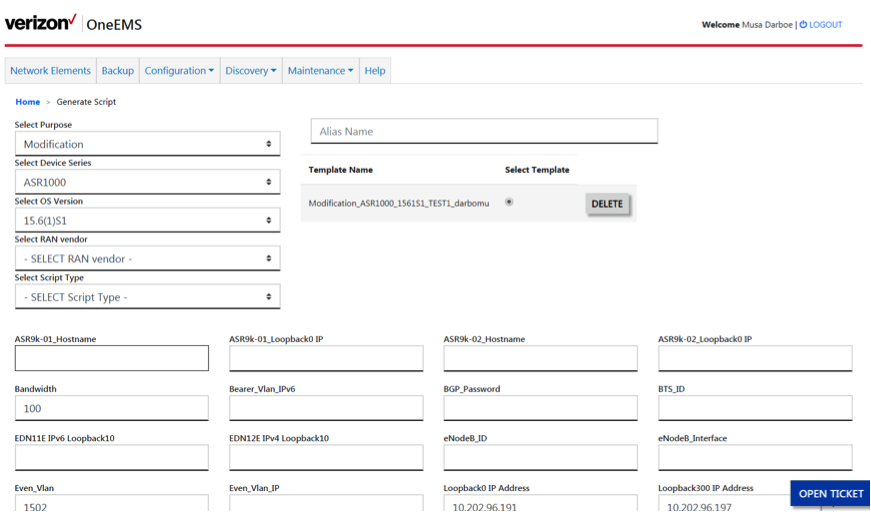 verizon✓ OneEMS
Welcome Musa Darboe | LOGOUT
Network Elements Backup Configuration Discovery Maintenance Help
Home > Generate Script
Select Purpose
Modification
Select Device Series
ASR1000
Select OS Version
15.6(1)S1
Select RAN vendor
- SELECT RAN vendor -
Select Script Type
- SELECT Script Type -
Alias Name
Template Name Select Template
Modification_ASR1000_1561S1_TEST1_darbomu DELETE
ASR9k-01_Hostname ASR9k-01_Loopback0 IP ASR9k-02_Hostname ASR9k-02_Loopback0 IP
Bandwidth Bearer_Vlan_IPv6 BGP_Password BTS_ID
100
EDN11E IPv6 Loopback10 EDN12E IPv4 Loopback10 eNodeB_ID eNodeB_Interface
Even_Vlan Even_Vlan_IP Loopback0 IP Address Loopback300 IP Address
1502 10.202.96.191 10.202.96.197
OPEN TICKET